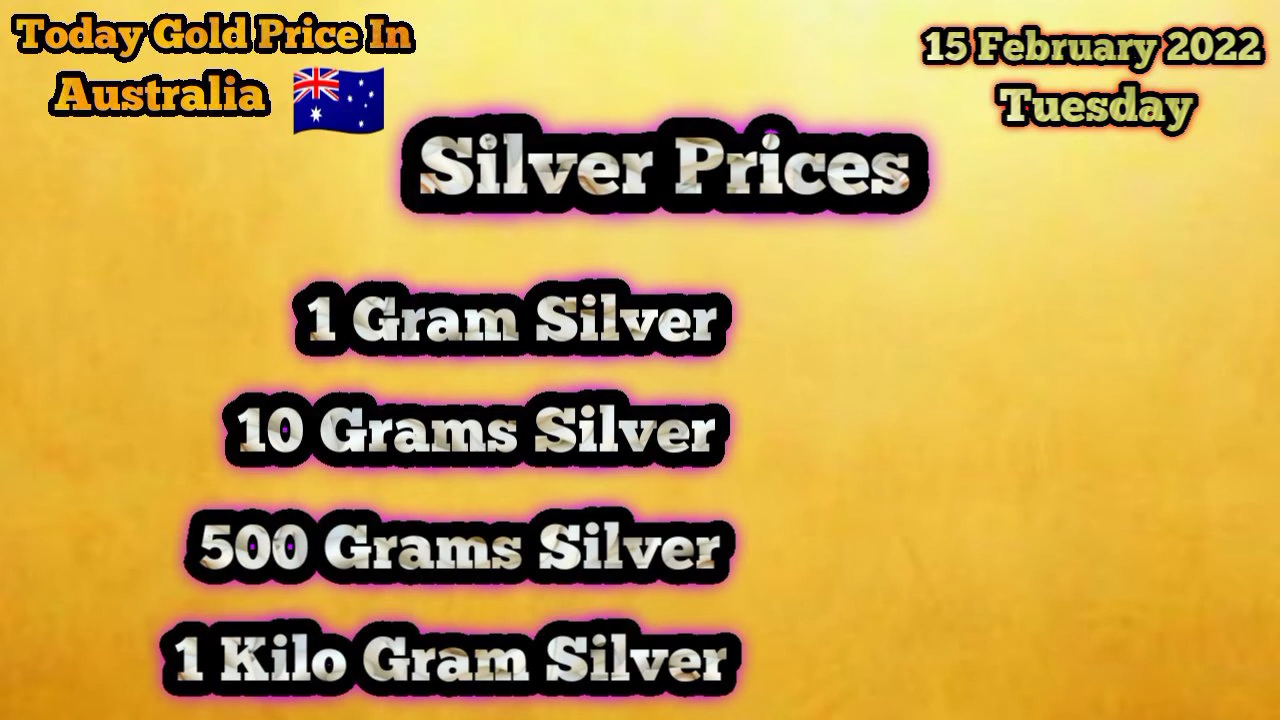 Today Gold Price In
Australia
15 February 2022
Tuesday
Silver Prices
1 Gram Silver
10 Grams Silver
500 Grams Silver
1 Kilo Gram Silver